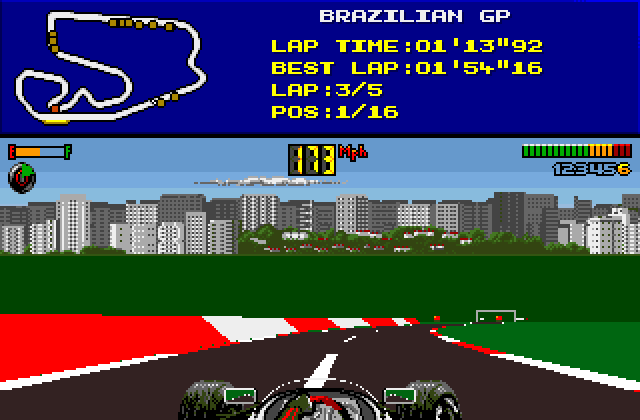 BRAZILIAN GP
LAP TIME:01'13"92
BEST LAP:01'54"16
LAP:3/5
POS:1/16
E F
173 Mph
123456